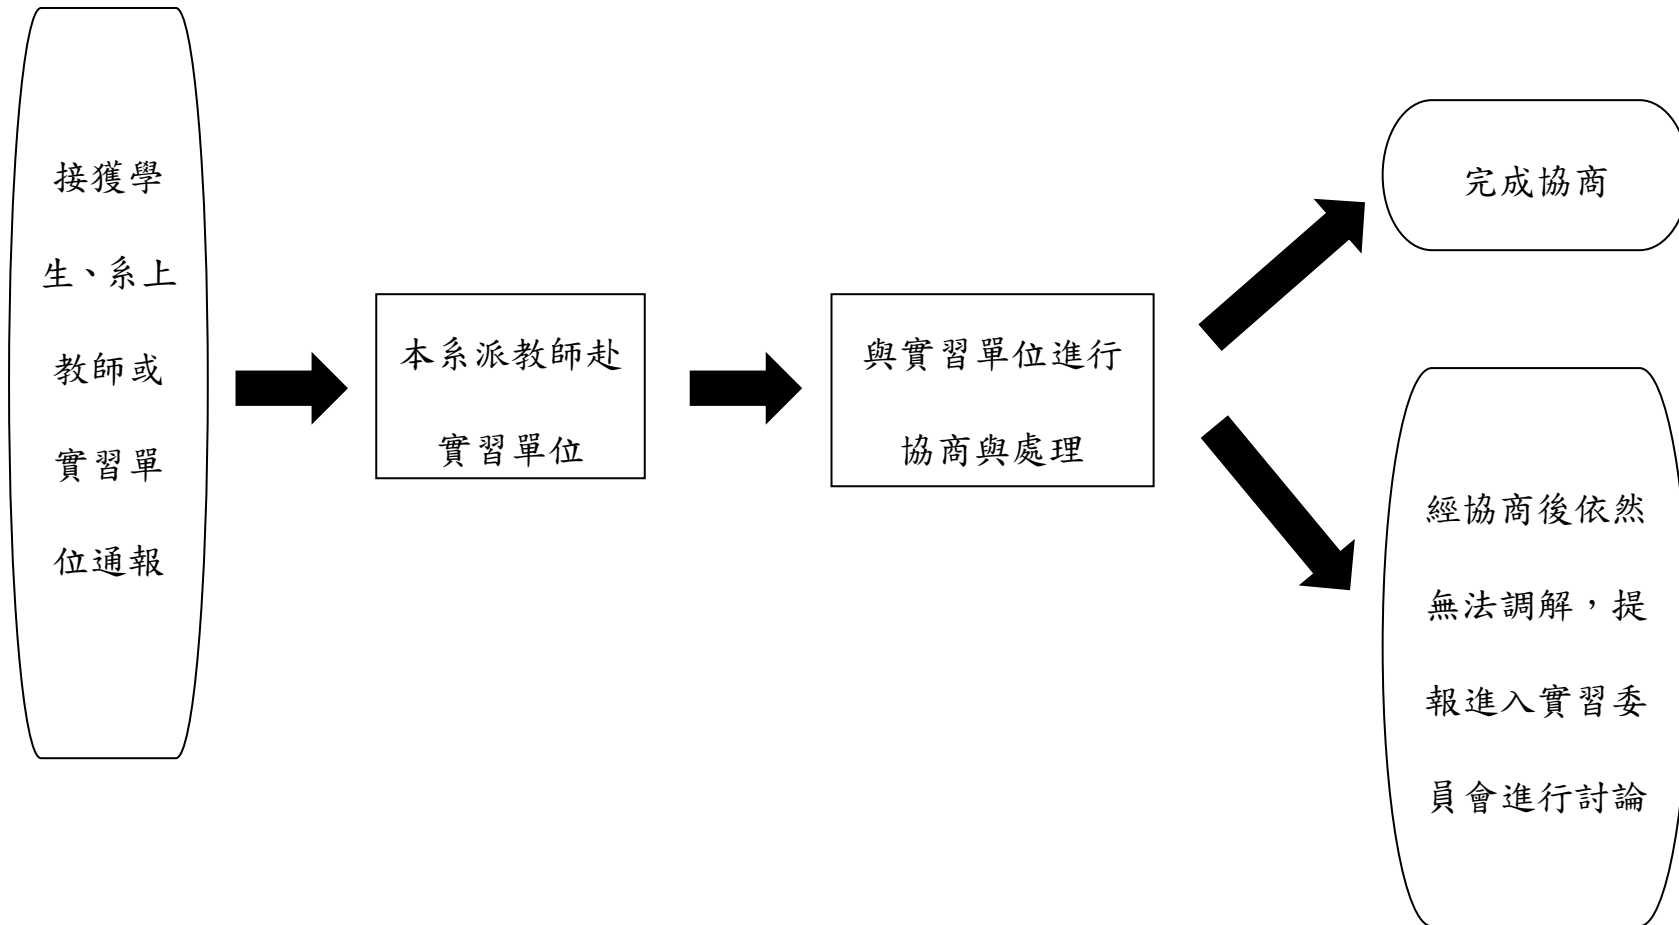 接獲學
生、系上
教師或
實習單
位通報
本系派教師赴
實習單位
與實習單位進行
協商與處理
完成協商
經協商後依然
無法調解，提
報進入實習委
員會進行討論